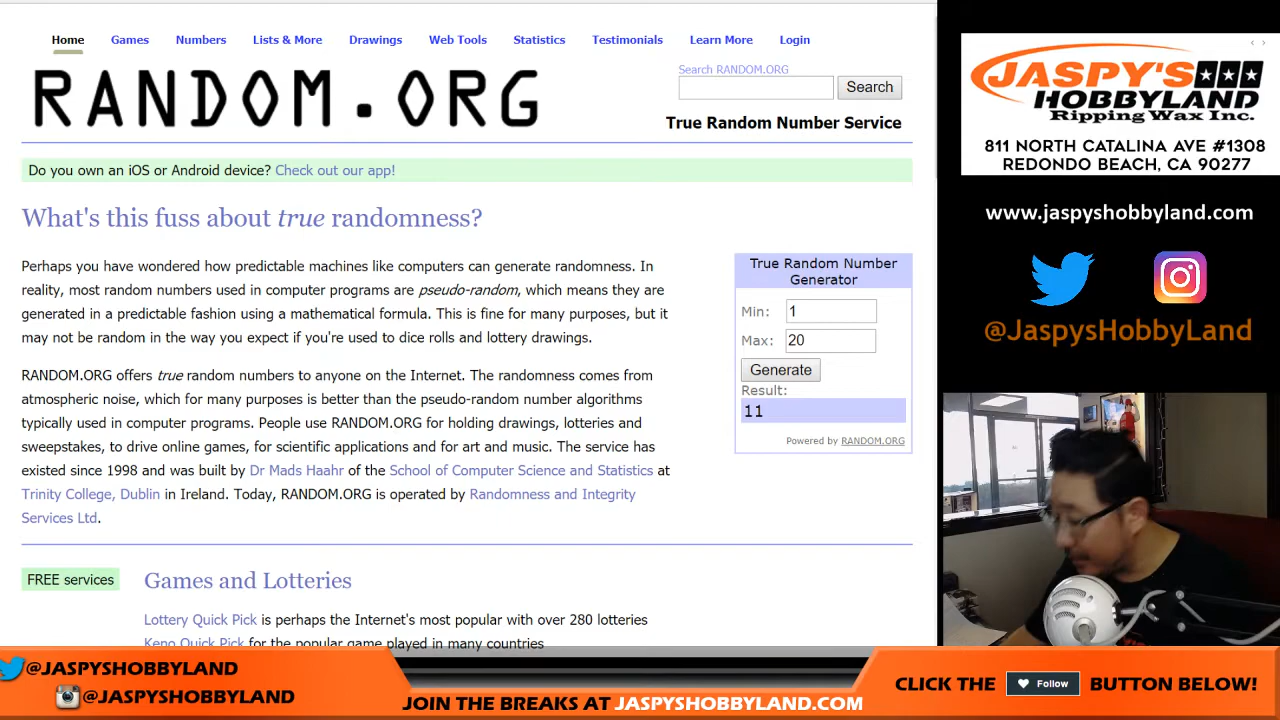 Home Games Numbers Lists & More Drawings Web Tools Statistics Testimonials Learn More Login
RANDOM.ORG
Search RANDOM.ORG
Search
True Random Number Service
Do you own an iOS or Android device? Check out our app!
What's this fuss about true randomness?
Perhaps you have wondered how predictable machines like computers can generate randomness. In
reality, most random numbers used in computer programs are pseudo-random, which means they are
generated in a predictable fashion using a mathematical formula. This is fine for many purposes, but it
may not be random in the way you expect if you're used to dice rolls and lottery drawings.
RANDOM.ORG offers true random numbers to anyone on the Internet. The randomness comes from
atmospheric noise, which for many purposes is better than the pseudo-random number algorithms
typically used in computer programs. People use RANDOM.ORG for holding drawings, lotteries and
sweepstakes, to drive online games, for scientific applications and for art and music. The service has
existed since 1998 and was built by Dr Mads Haahr of the School of Computer Science and Statistics at
Trinity College, Dublin in Ireland. Today, RANDOM.ORG is operated by Randomness and Integrity
Services Ltd.
True Random Number
Generator
Min: 1
Max: 20
Generate
Result:
11
Powered by RANDOM.ORG
FREE services
Games and Lotteries
Lottery Quick Pick is perhaps the Internet's most popular with over 280 lotteries
Keno Quick Pick for the popular game played in many countries
JASPY'S
HOBBYLAND
Ripping Wax Inc.
811 NORTH CATALINA AVE #1308
REDONDO BEACH, CA 90277
www.jaspyshobbyland.com
@JaspysHobbyLand
@JASPYSHOBBYLAND
@JASPYSHOBBYLAND
JOIN THE BREAKS AT JASPYSHOBBYLAND.COM
CLICK THE Follow BUTTON BELOW!